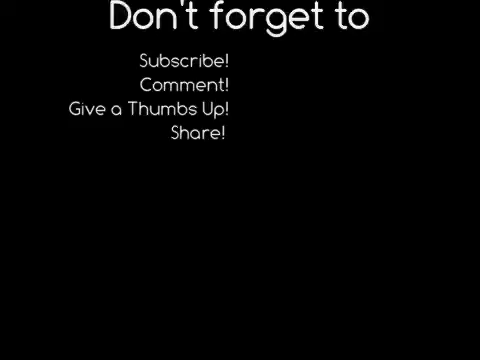 Don't forget to
Subscribe!
Comment!
Give a Thumbs Up!
Share!